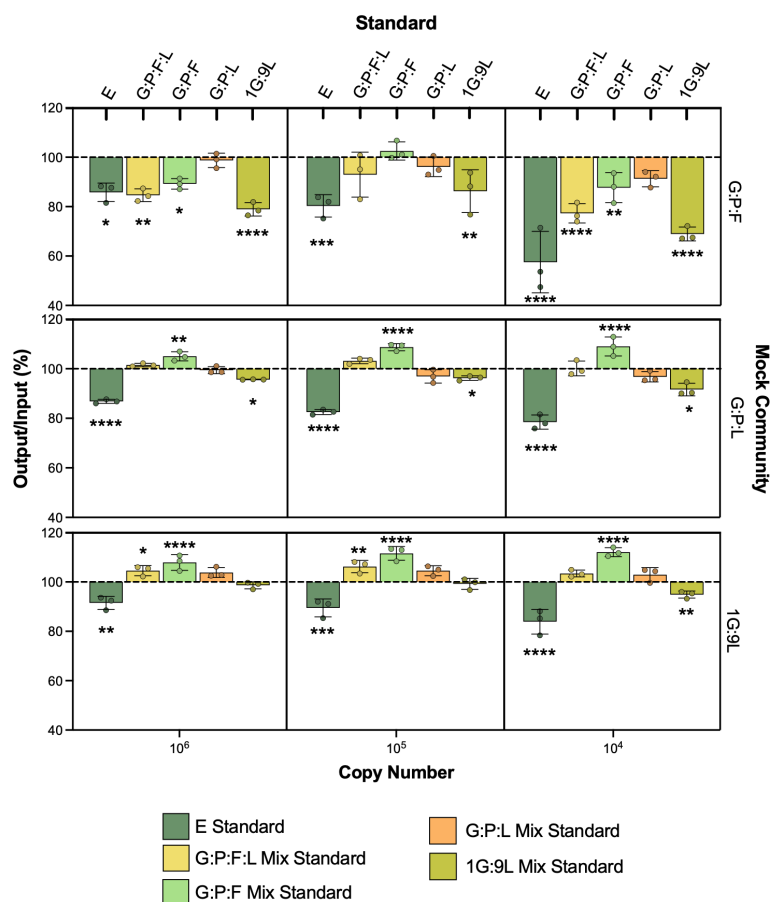 Standard
E G:P:F:L G:P:F G:P:L 1G:9L E G:P:F:L G:P:F G:P:L 1G:9L E G:P:F:L G:P:F G:P:L 1G:9L
120
100
80
60
40
* ** * **** *** ** **** **** ** ****
G:P:F
120
100
80
60
40
**** ** * **** **** * **** **** *
G:P:L
120
100
80
60
40
** * **** *** ** **** **** **** **
1G:9L
Output/Input (%)
Mock Community
10⁶ 10⁵ 10⁴
Copy Number
E Standard
G:P:F:L Mix Standard
G:P:F Mix Standard
G:P:L Mix Standard
1G:9L Mix Standard